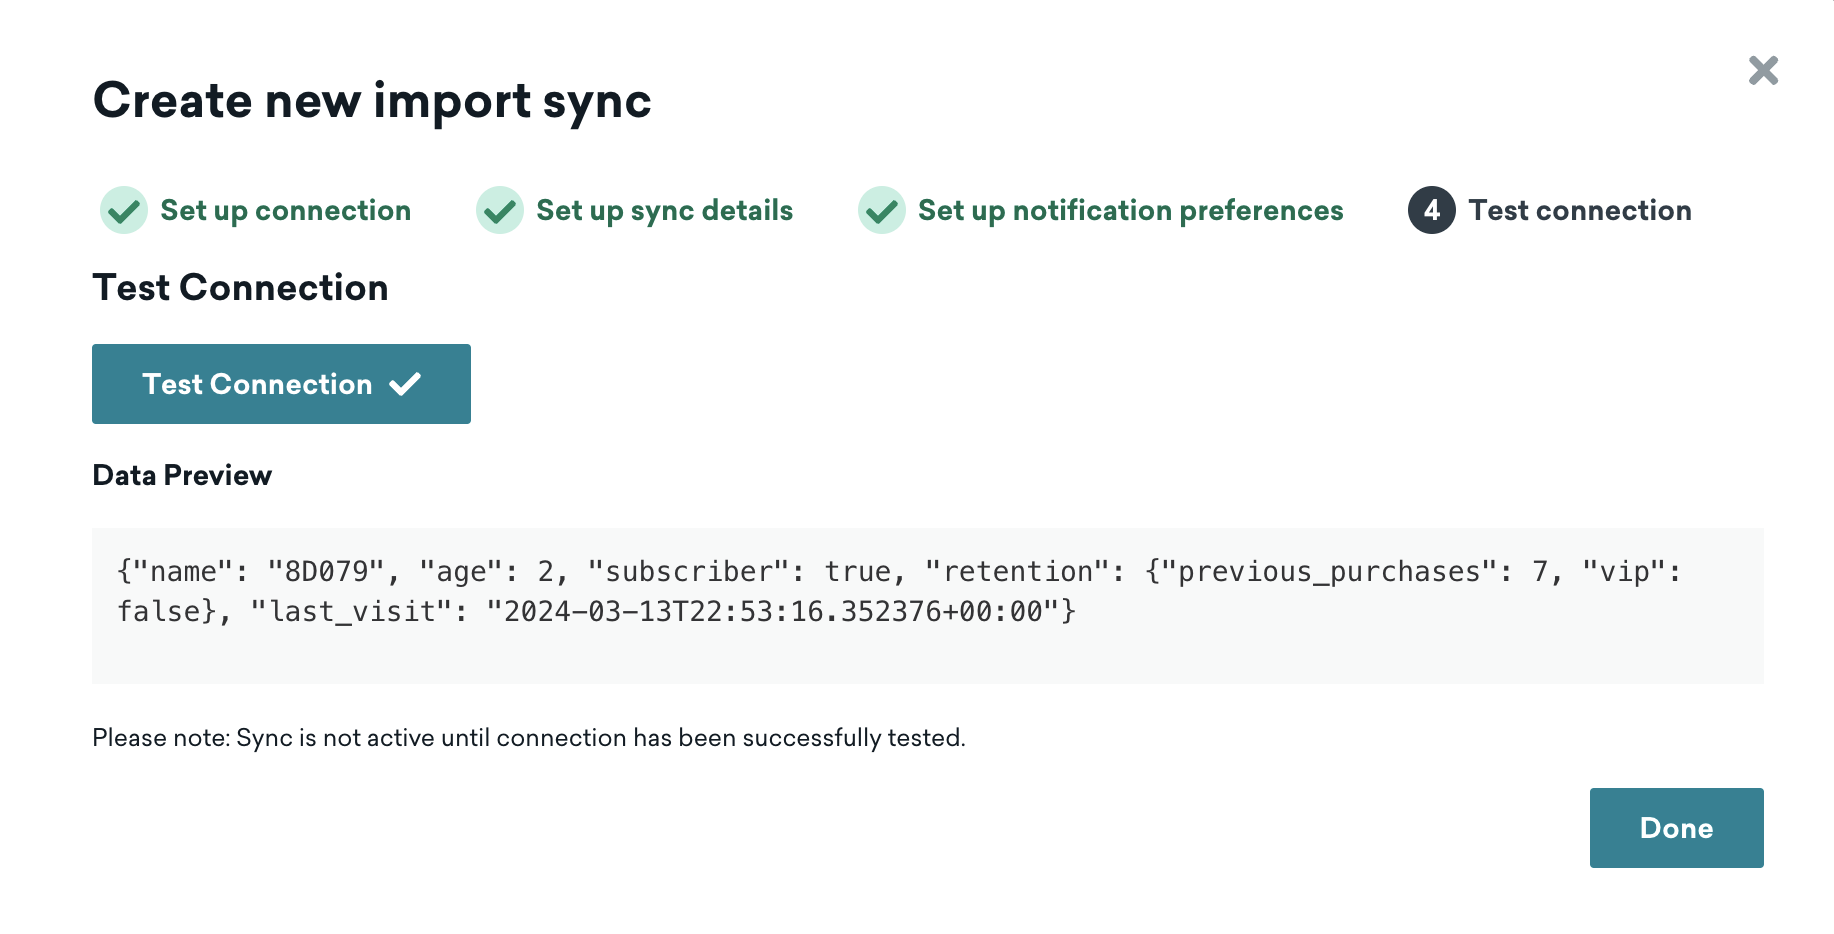 Create new import sync
Set up connection
Set up sync details
Set up notification preferences
4 Test connection
Test Connection
Test Connection
Data Preview
{"name": "8D079", "age": 2, "subscriber": true, "retention": {"previous_purchases": 7, "vip":
false}, "last_visit": "2024-03-13T22:53:16.352376+00:00"}
Please note: Sync is not active until connection has been successfully tested.
Done